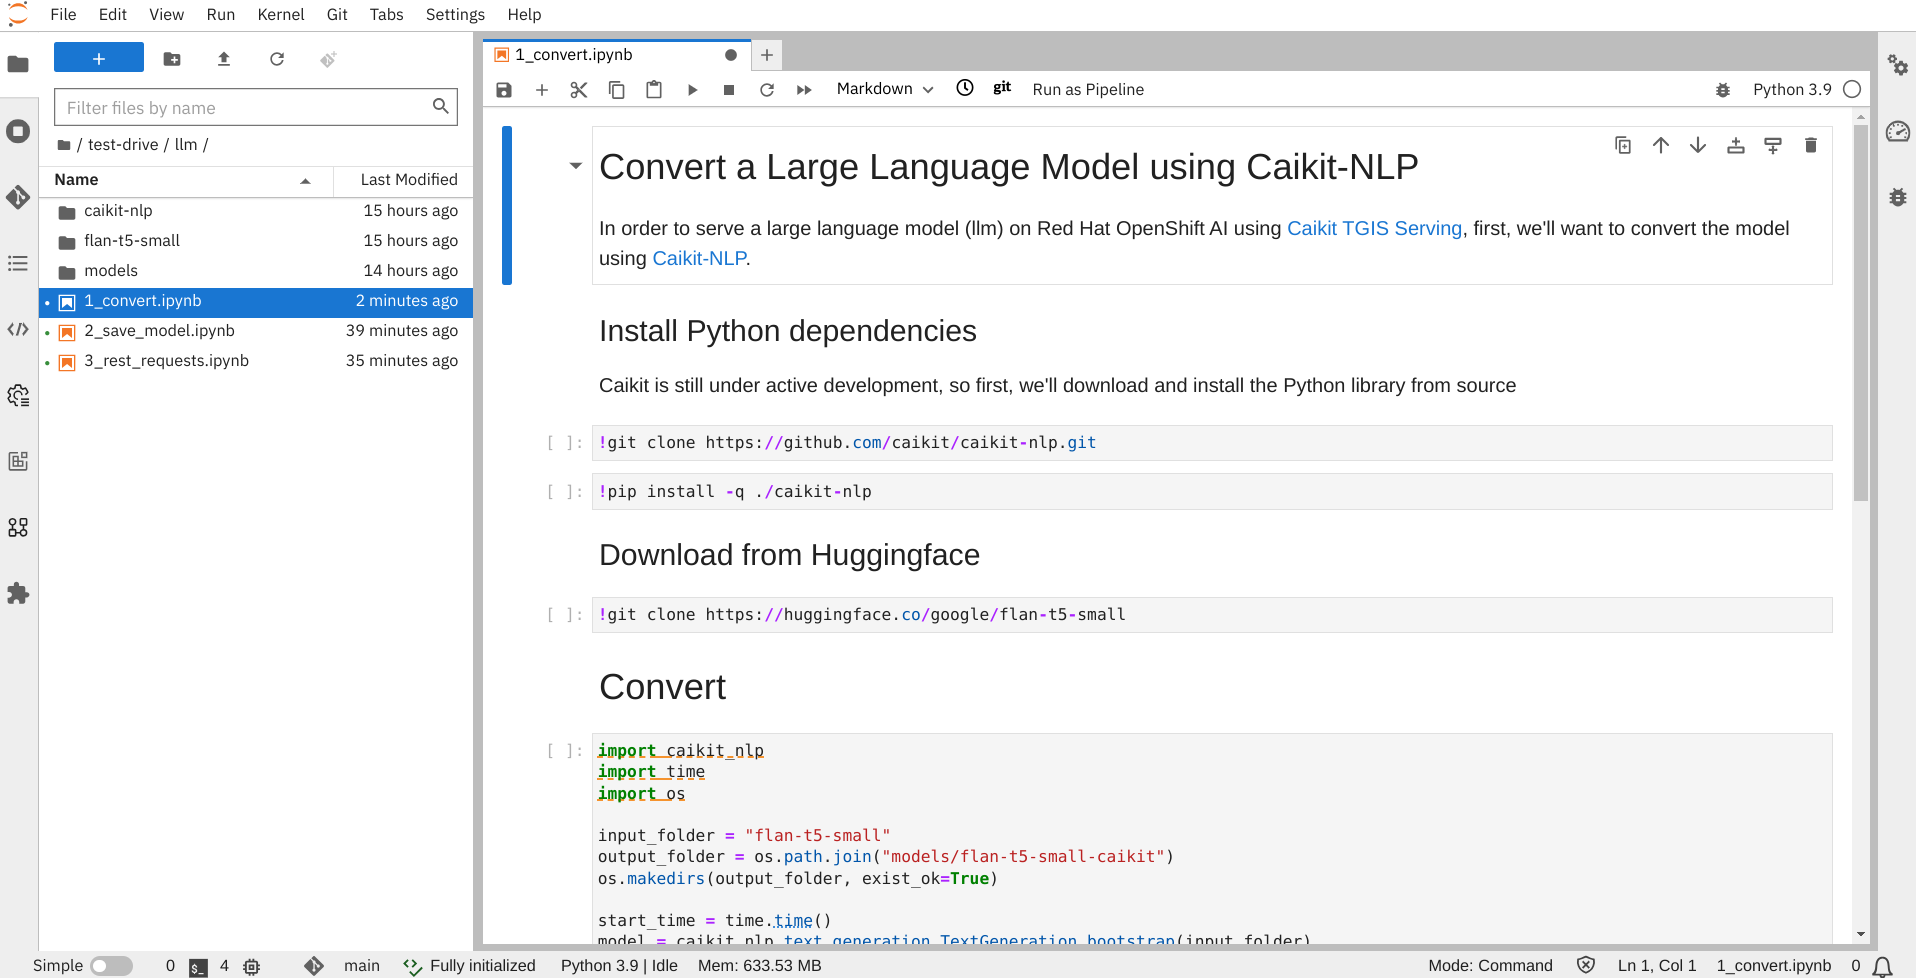 File Edit View Run Kernel Git Tabs Settings Help
+
Filter files by name
/ test-drive / llm /
Name Last Modified
caikit-nlp 15 hours ago
flan-t5-small 15 hours ago
models 14 hours ago
1_convert.ipynb 2 minutes ago
2_save_model.ipynb 39 minutes ago
3_rest_requests.ipynb 35 minutes ago
1_convert.ipynb
Markdown git Run as Pipeline Python 3.9
Convert a Large Language Model using Caikit-NLP
In order to serve a large language model (llm) on Red Hat OpenShift AI using Caikit TGIS Serving, first, we'll want to convert the model
using Caikit-NLP.
Install Python dependencies
Caikit is still under active development, so first, we'll download and install the Python library from source
[ ]: !git clone https://github.com/caikit/caikit-nlp.git
[ ]: !pip install -q ./caikit-nlp
Download from Huggingface
[ ]: !git clone https://huggingface.co/google/flan-t5-small
Convert
[ ]: import caikit_nlp
import time
import os
input_folder = "flan-t5-small"
output_folder = os.path.join("models/flan-t5-small-caikit")
os.makedirs(output_folder, exist_ok=True)
start_time = time.time()
model = caikit_nlp.text_generation.TextGeneration.bootstrap(input_folder)
Simple 0 $_ 4 main Fully initialized Python 3.9 | Idle Mem: 633.53 MB Mode: Command Ln 1, Col 1 1_convert.ipynb 0